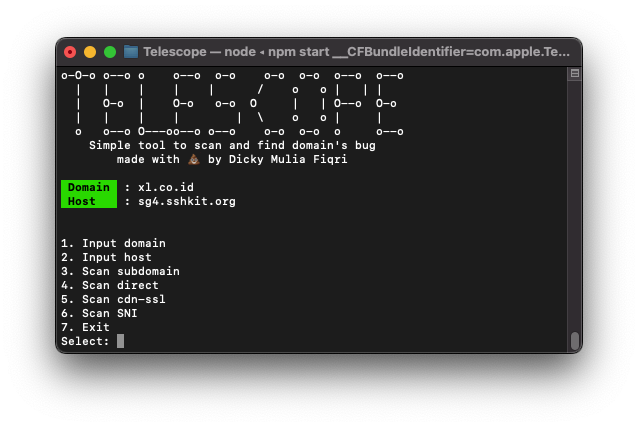 Telescope — node ◂ npm start __CFBundleIdentifier=com.apple.Te...
o-O-o o--o o    o--o  o-o    o-o  o-o  o--o  o--o
  |   |    |    |    |      /    o   o |   | |
  |   O-o  |    O-o   o-o  O     |   | O--o  O-o
  |   |    |    |        |  \    o   o |     |
  o   o--o O---oo--o o--o    o-o  o-o  o     o--o
Simple tool to scan and find domain's bug
made with 💩 by Dicky Mulia Fiqri
Domain : xl.co.id
Host : sg4.sshkit.org
1. Input domain
2. Input host
3. Scan subdomain
4. Scan direct
5. Scan cdn-ssl
6. Scan SNI
7. Exit
Select: